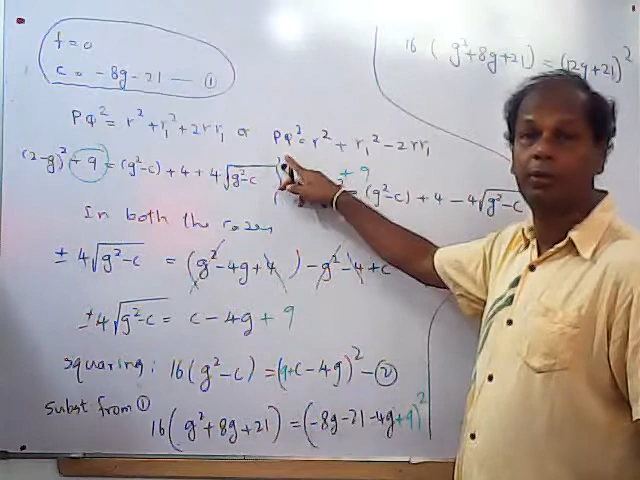 f = 0
c = -8g - 21 — ①
PQ² = r² + r₁² + 2rr₁ or PQ² = r² + r₁² - 2rr₁
(2-g)² + 9 = (g²-c) + 4 + 4√g²-c
+ 9 = (g²-c) + 4 - 4√g²-c
In both the cases,
± 4√g²-c = (g² - 4g + 4 ) - g² - 4 + c
± 4√g²-c = c - 4g + 9
squaring: 16(g²-c) = (9+c-4g)² - ②
subst from ①
16(g²+8g+21) = (-8g-21-4g+9)²
16 (g²+8g+21) = (12g+21)²